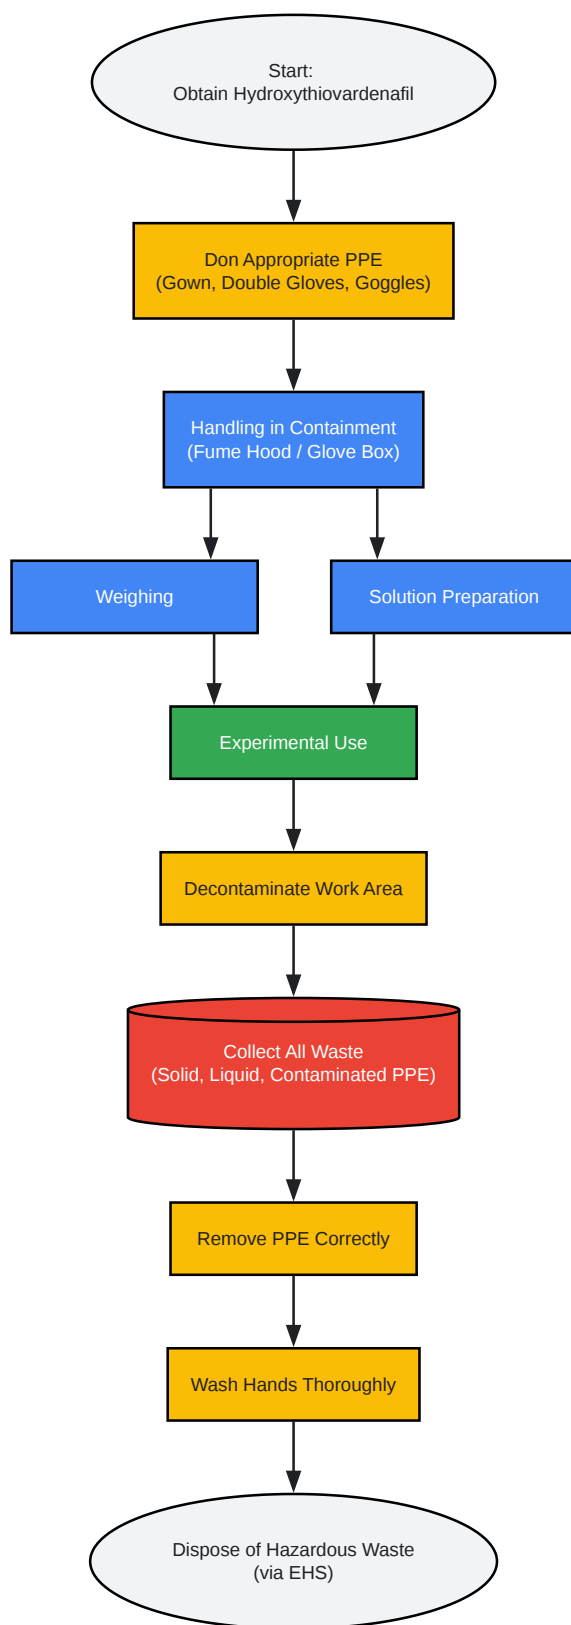 Start:
Obtain Hydroxythiovardenafil
Don Appropriate PPE
(Gown, Double Gloves, Goggles)
Handling in Containment
(Fume Hood / Glove Box)
Weighing
Solution Preparation
Experimental Use
Decontaminate Work Area
Collect All Waste
(Solid, Liquid, Contaminated PPE)
Remove PPE Correctly
Wash Hands Thoroughly
Dispose of Hazardous Waste
(via EHS)